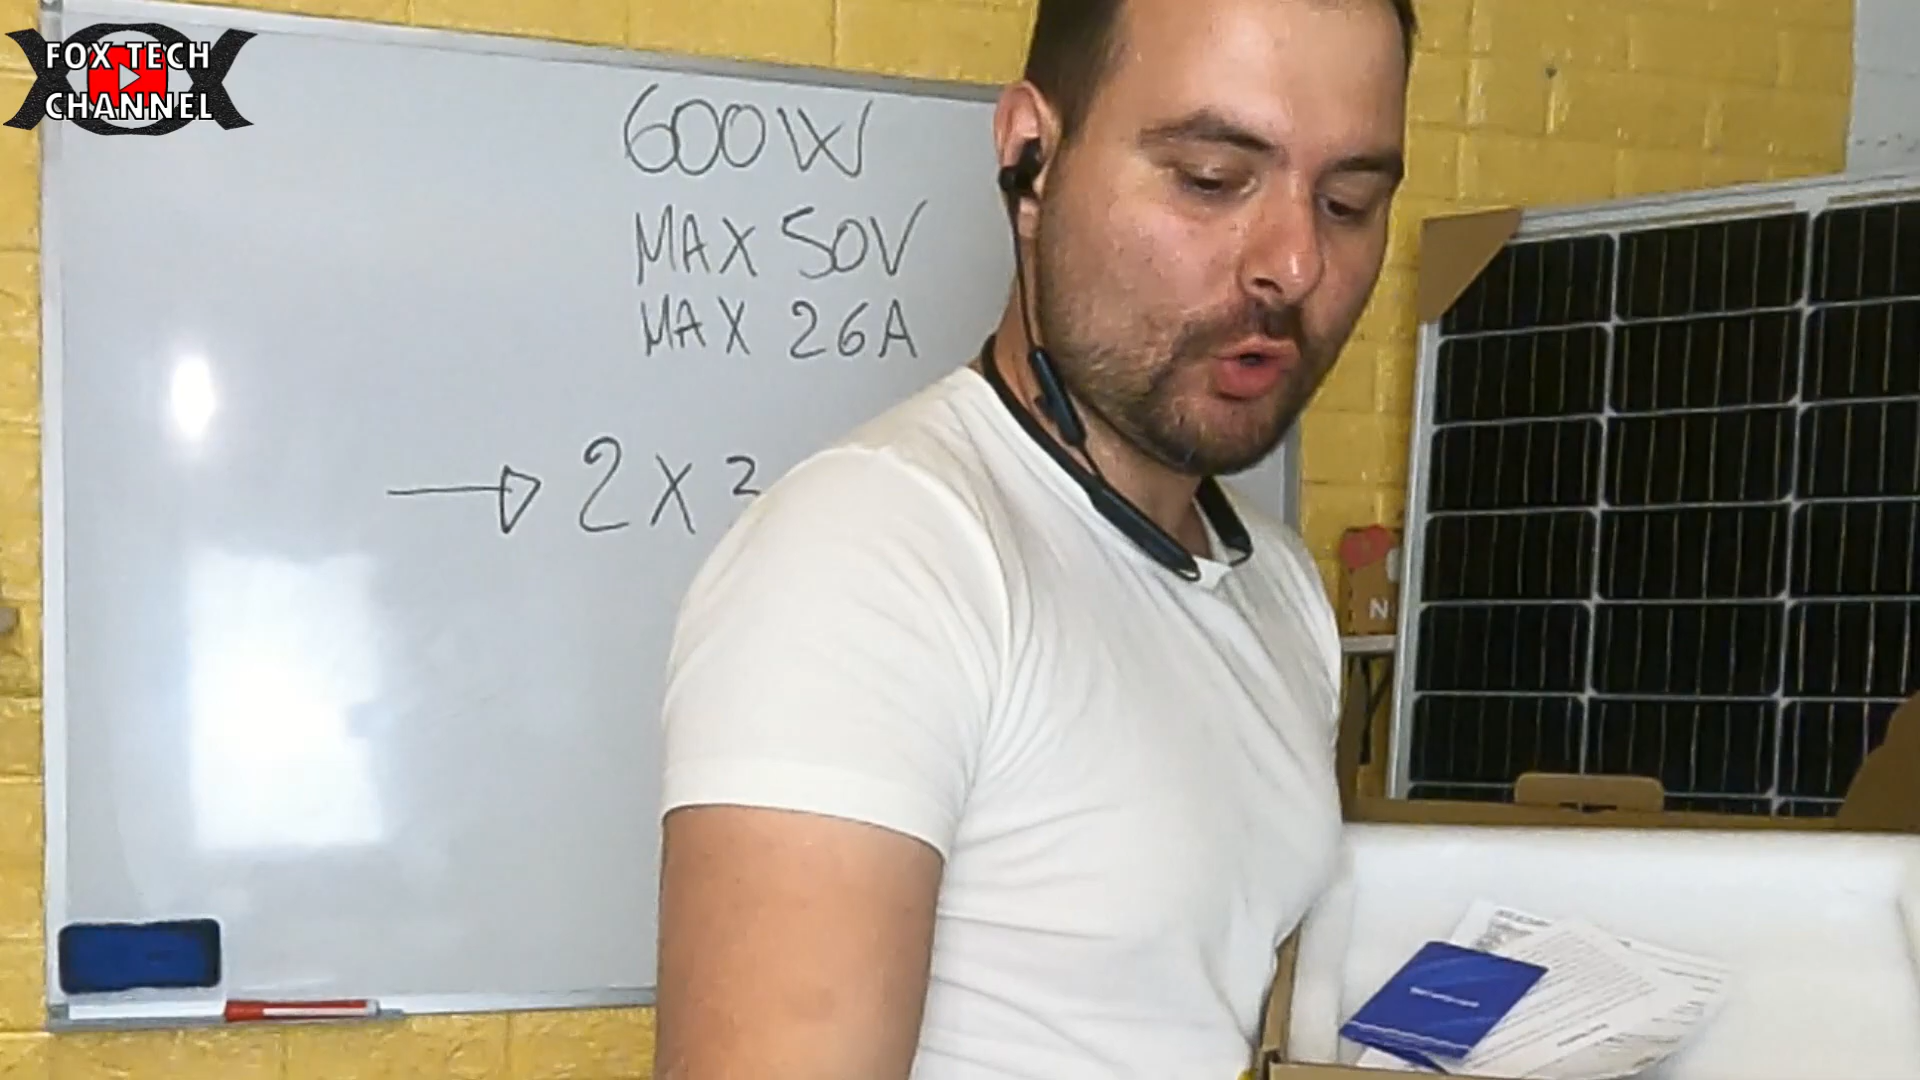 FOX TECH
CHANNEL
600W
MAX 50V
MAX 26A
2 X
N